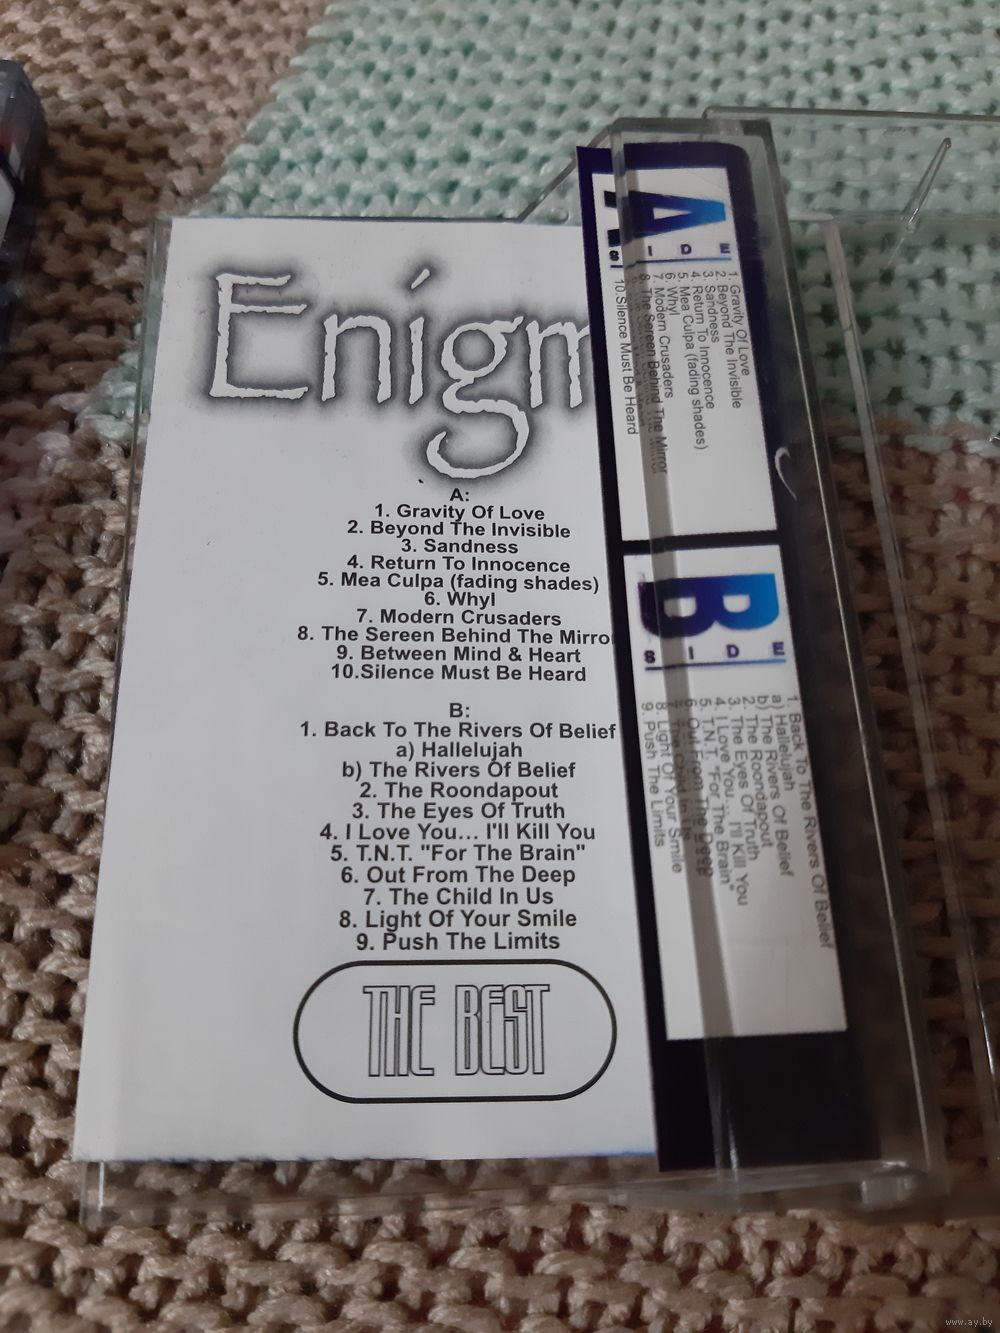 Enigm
A:
1. Gravity Of Love
2. Beyond The Invisible
3. Sandness
4. Return To Innocence
5. Mea Culpa (fading shades)
6. Whyl
7. Modern Crusaders
8. The Sereen Behind The Mirro
9. Between Mind & Heart
10.Silence Must Be Heard
B:
1. Back To The Rivers Of Belief
a) Hallelujah
b) The Rivers Of Belief
2. The Roondapout
3. The Eyes Of Truth
4. I Love You... I'll Kill You
5. T.N.T. "For The Brain"
6. Out From The Deep
7. The Child In Us
8. Light Of Your Smile
9. Push The Limits
THE BEST
A
SIDE
1. Gravity Of Love
2. Beyond The Invisible
3. Sandness
4. Return To Innocence
5. Mea Culpa (fading shades)
6. Whyl
7. Modern Crusaders
8. The Sereen Behind The Mirror
10.Silence Must Be Heard
B
SIDE
1. Back To The Rivers Of Belief
a) Hallelujah
b) The Rivers Of Belief
2. The Roondapout
3. The Eyes Of Truth
4. I Love You... I'll Kill You
5. T.N.T. "For The Brain"
6. Out From The Deep
7. The Child In Us
8. Light Of Your Smile
9. Push The Limits
www.ay.by